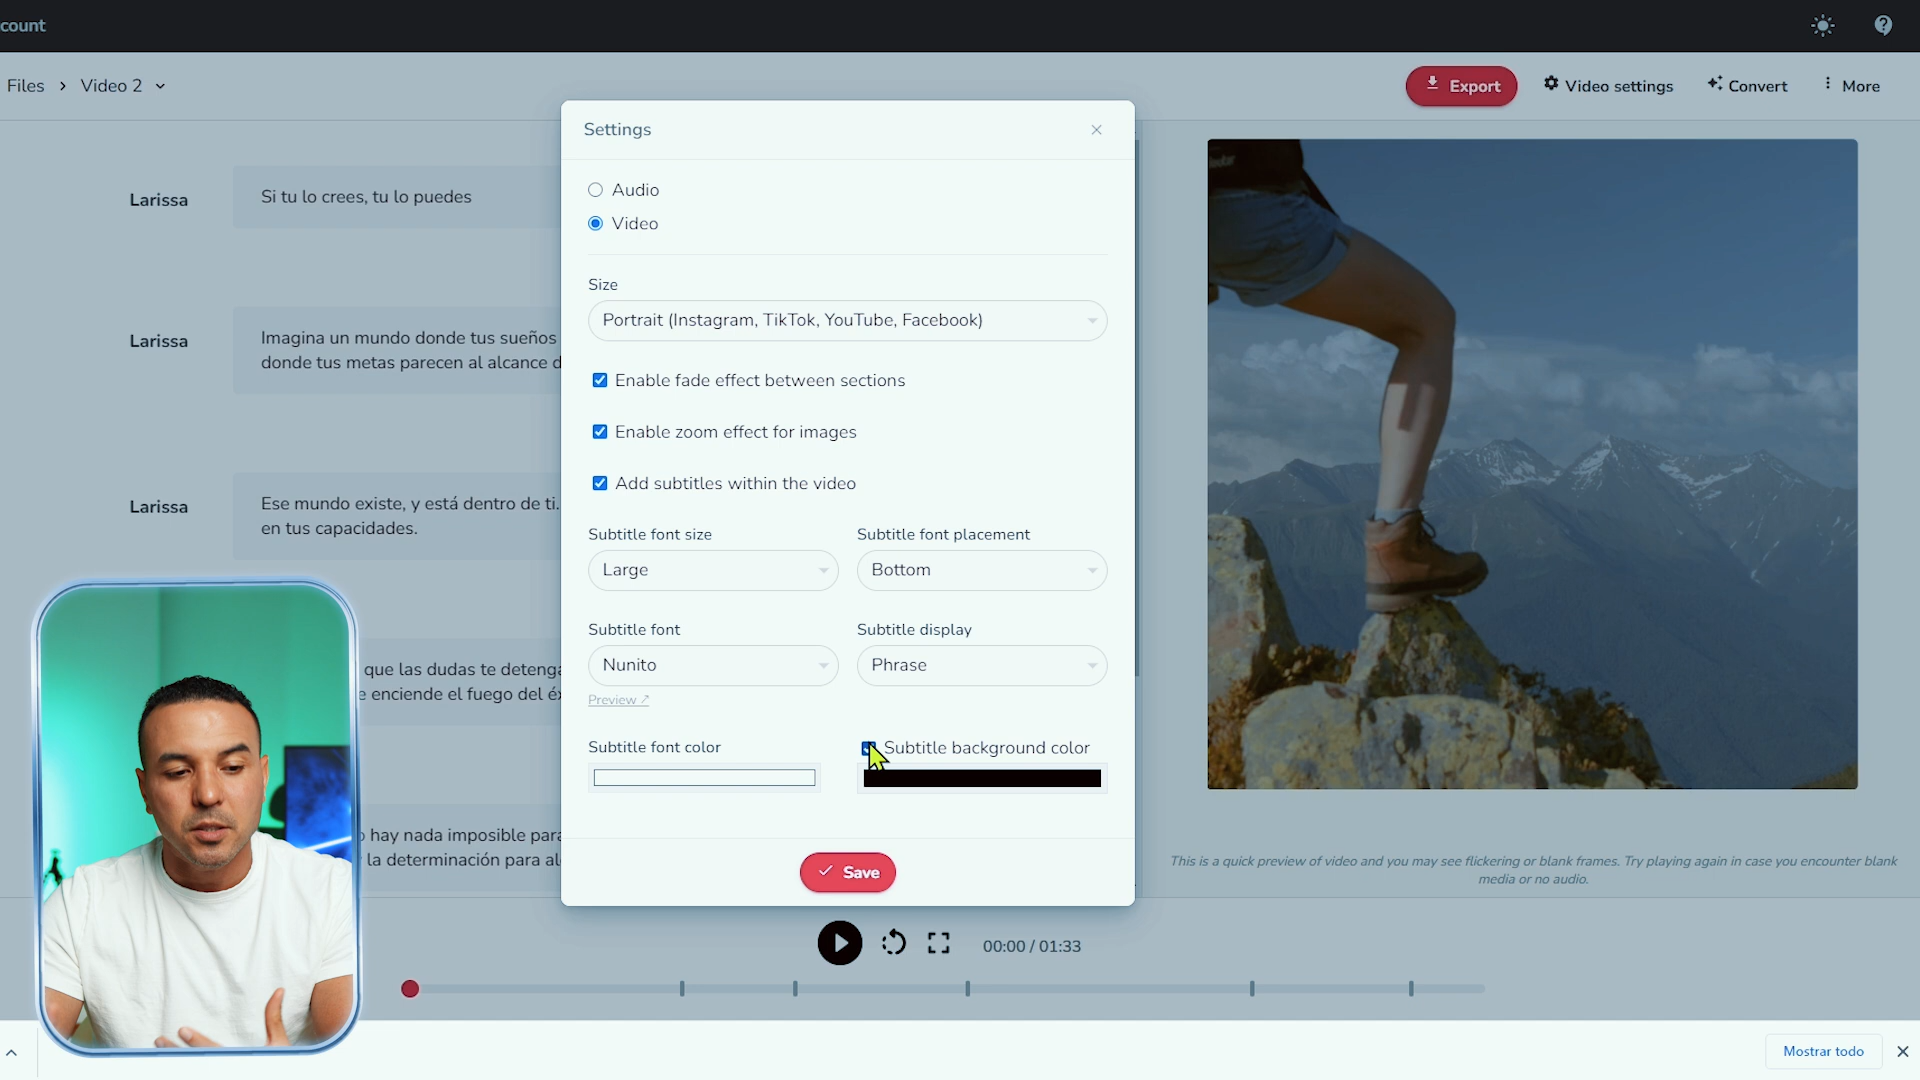 count
Files > Video 2
Export
Video settings
Convert
More
Settings
Audio
Video
Size
Portrait (Instagram, TikTok, YouTube, Facebook)
Enable fade effect between sections
Enable zoom effect for images
Add subtitles within the video
Subtitle font size
Subtitle font placement
Large
Bottom
Subtitle font
Subtitle display
Nunito
Phrase
Preview ↗
Subtitle font color
Subtitle background color
Save
Larissa
Si tu lo crees, tu lo puedes
Larissa
Imagina un mundo donde tus sueños
donde tus metas parecen al alcance d
Larissa
Ese mundo existe, y está dentro de ti.
en tus capacidades.
que las dudas te detenga
enciende el fuego del éx
hay nada imposible para
la determinación para al
This is a quick preview of video and you may see flickering or blank frames. Try playing again in case you encounter blank
media or no audio.
00:00 / 01:33
Mostrar todo